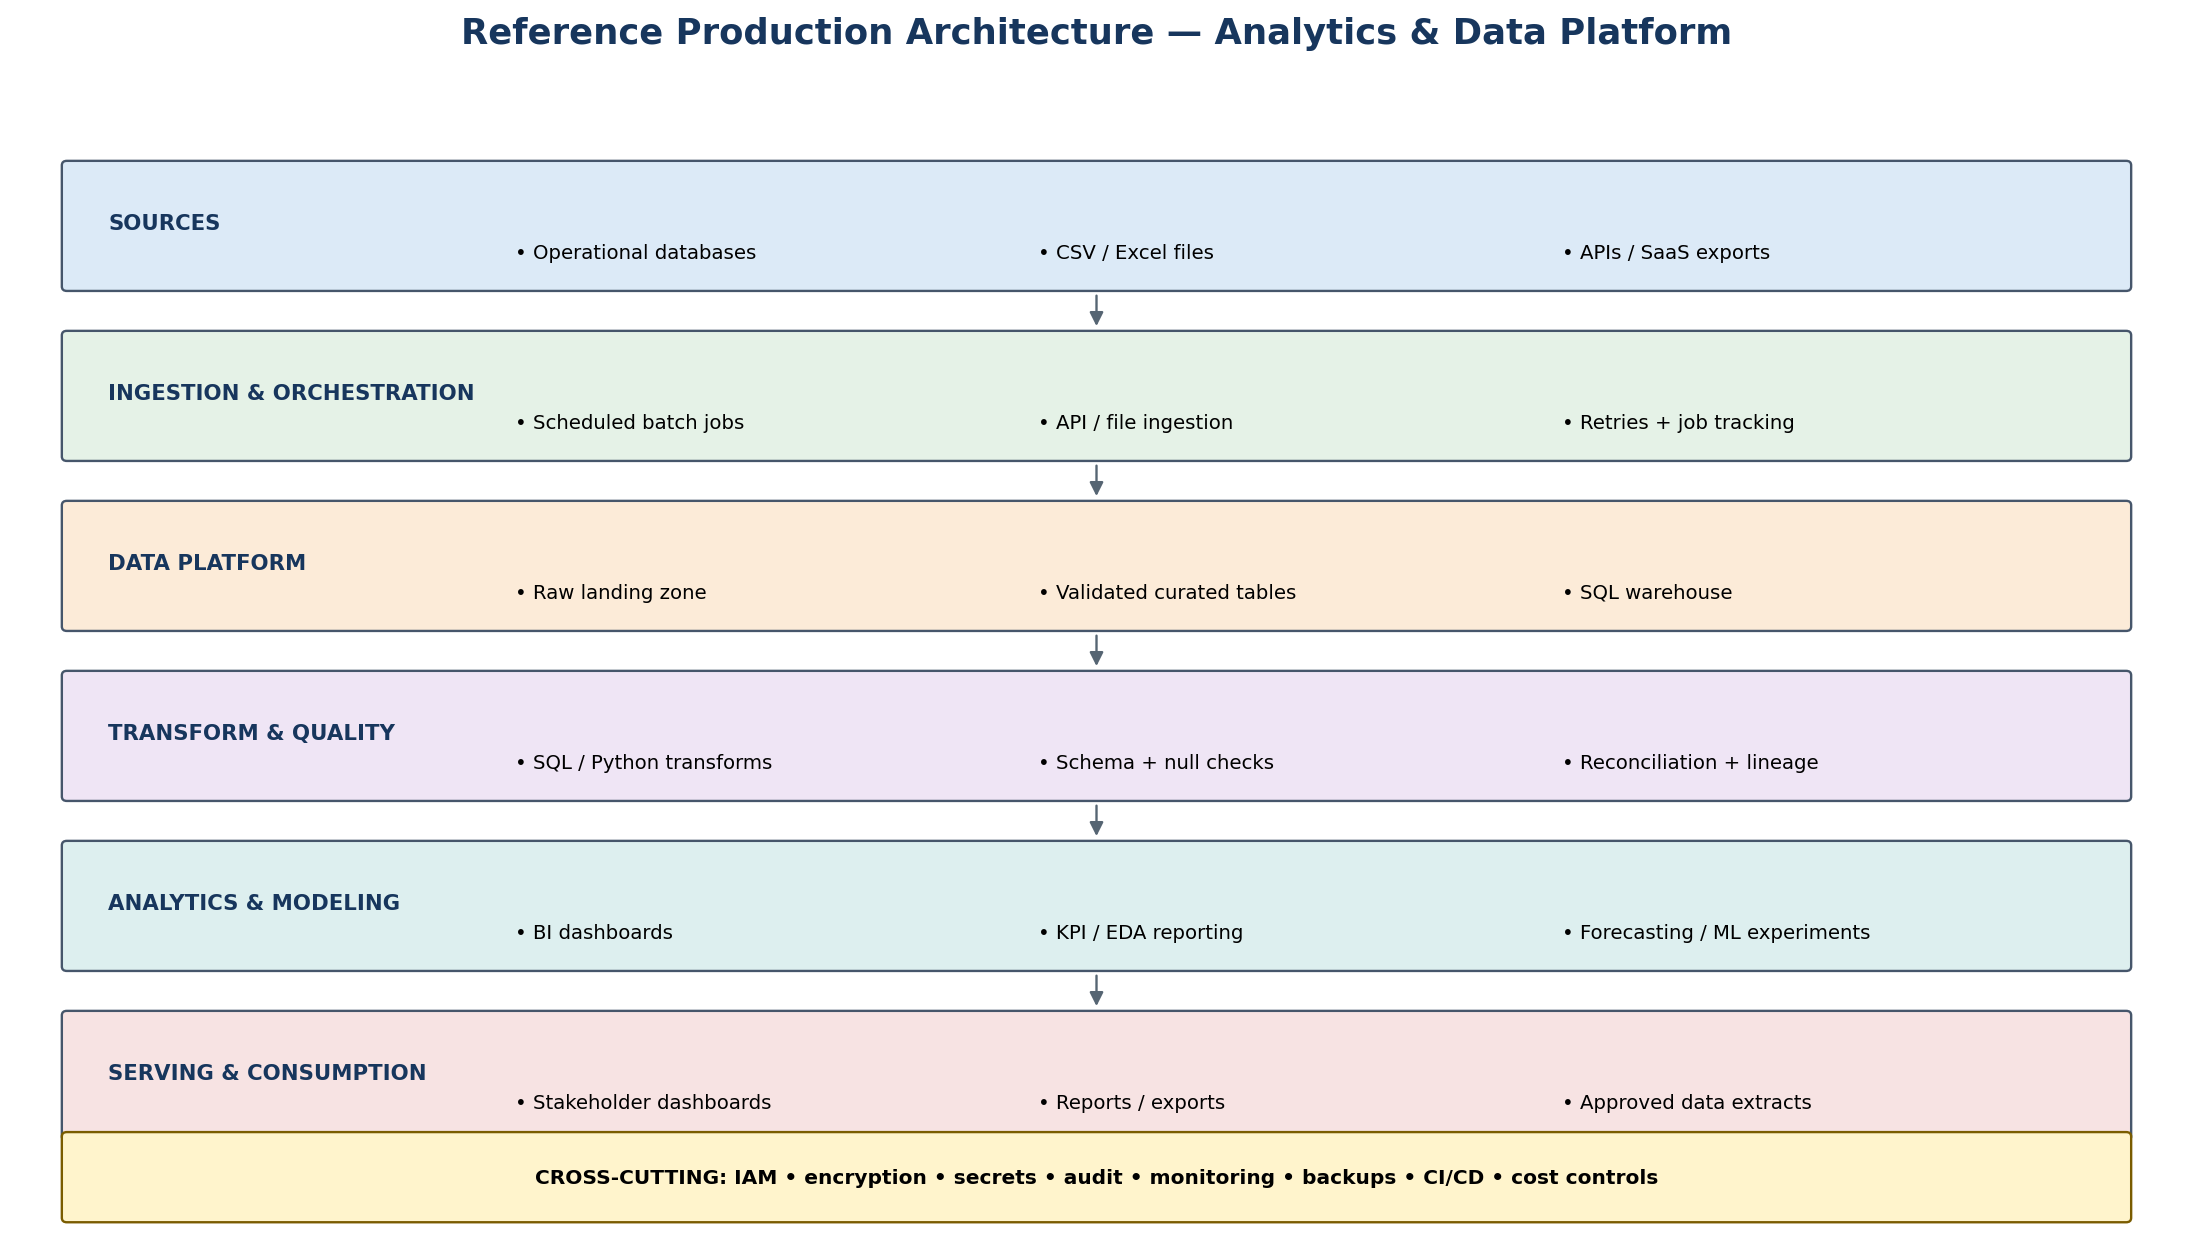 Reference Production Architecture — Analytics & Data Platform
SOURCES
• Operational databases
• CSV / Excel files
• APIs / SaaS exports
INGESTION & ORCHESTRATION
• Scheduled batch jobs
• API / file ingestion
• Retries + job tracking
DATA PLATFORM
• Raw landing zone
• Validated curated tables
• SQL warehouse
TRANSFORM & QUALITY
• SQL / Python transforms
• Schema + null checks
• Reconciliation + lineage
ANALYTICS & MODELING
• BI dashboards
• KPI / EDA reporting
• Forecasting / ML experiments
SERVING & CONSUMPTION
• Stakeholder dashboards
• Reports / exports
• Approved data extracts
CROSS-CUTTING: IAM • encryption • secrets • audit • monitoring • backups • CI/CD • cost controls